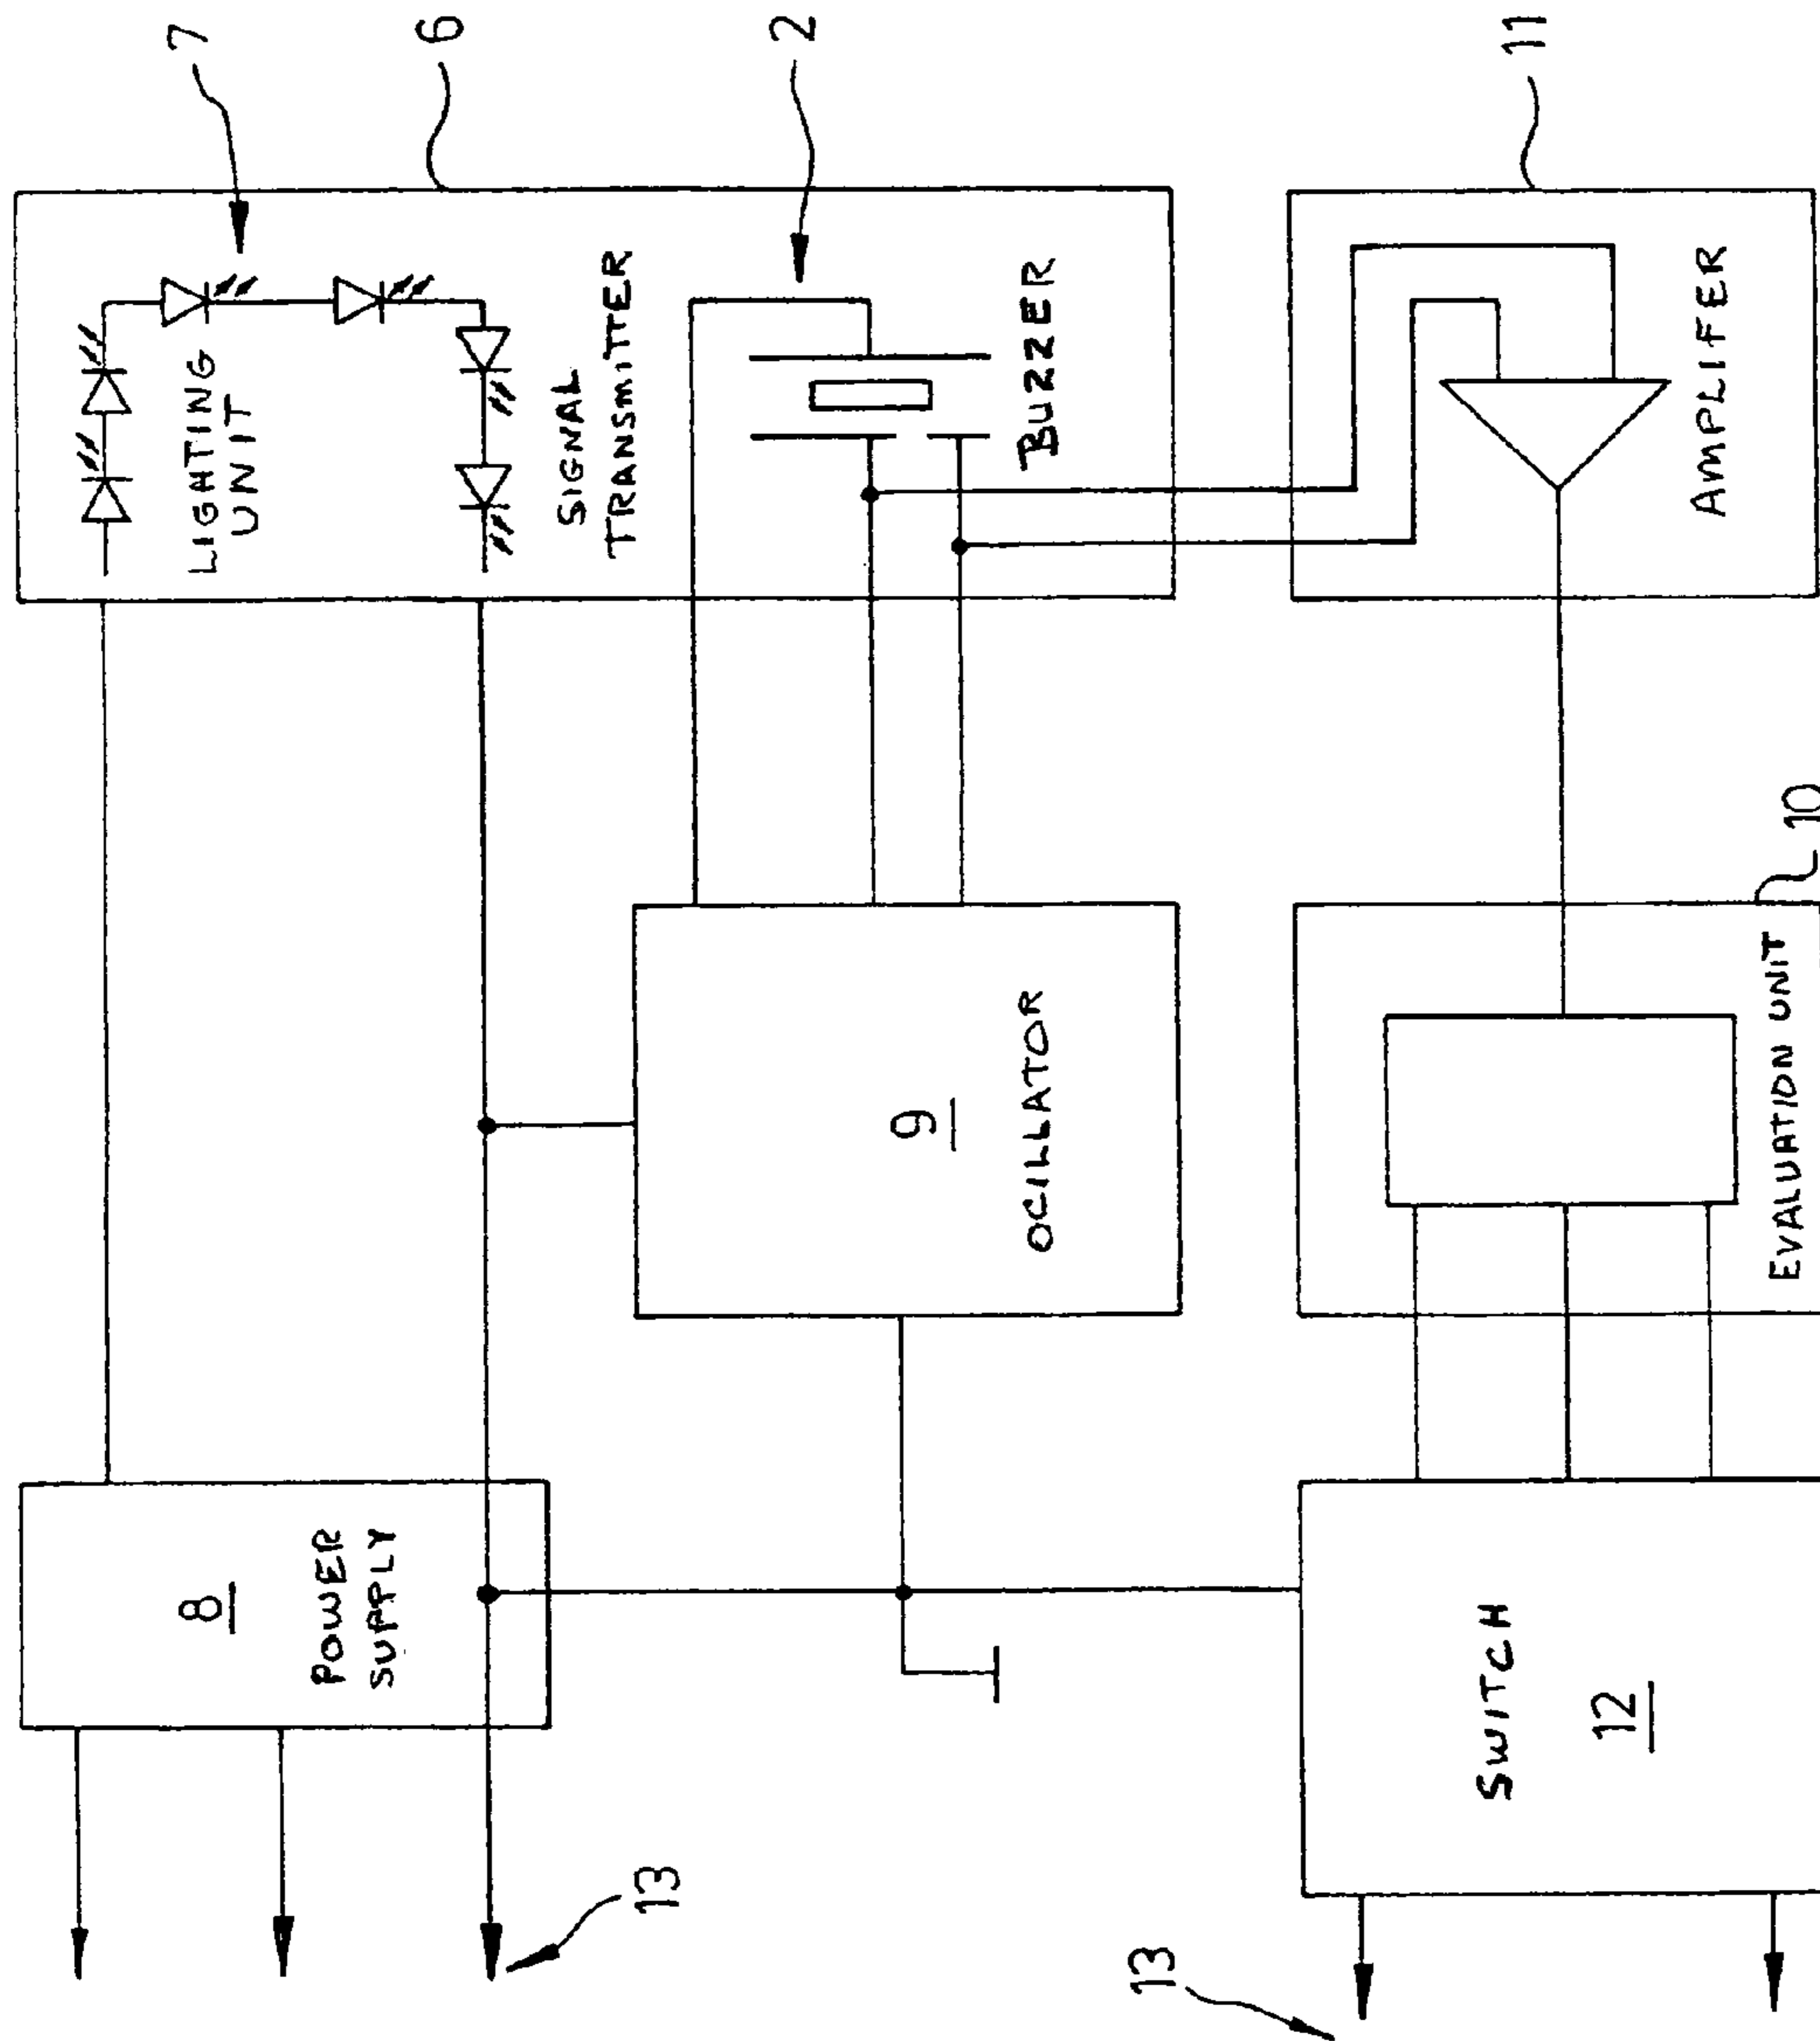 7
6
2
11
LIGHTING
UNIT
SIGNAL
TRANSMITTER
BUZZER
AMPLIFER
9
OCILLATOR
10
EVALUATION UNIT
8
POWER
SUPPLY
SWITCH
12
13
13